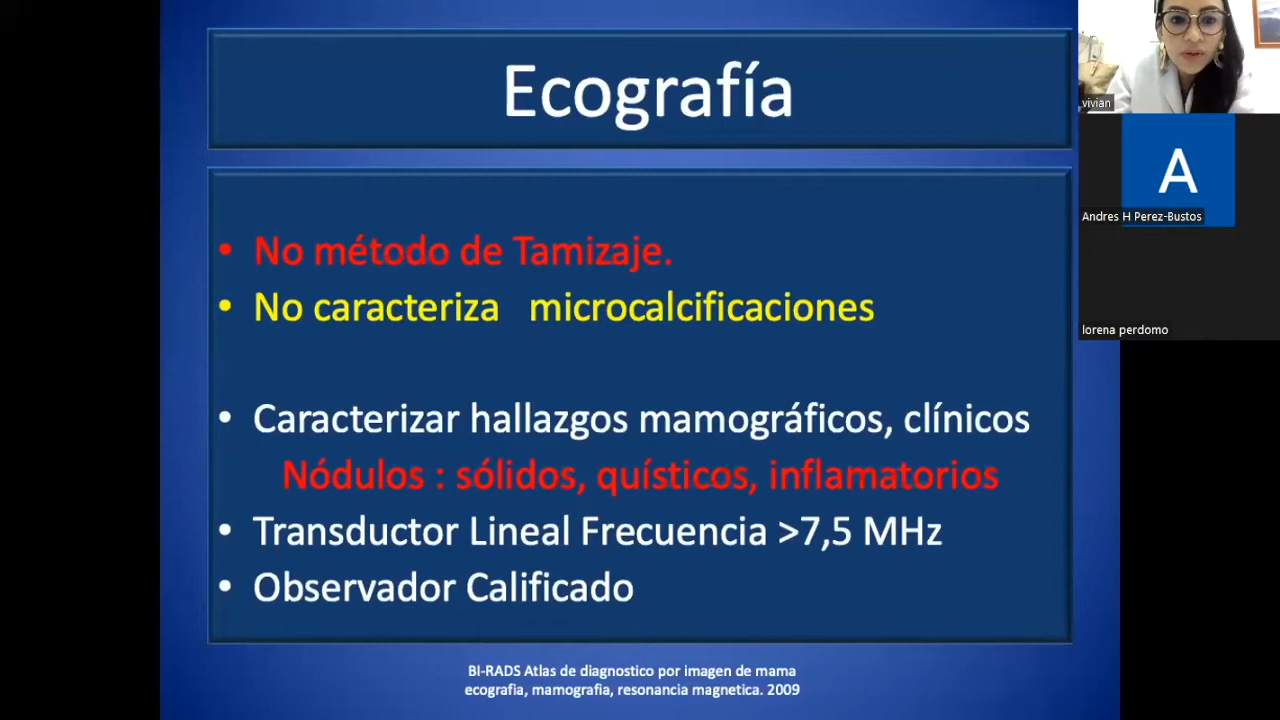 Ecografía
• No método de Tamizaje.
• No caracteriza microcalcificaciones
• Caracterizar hallazgos mamográficos, clínicos
Nódulos : sólidos, quísticos, inflamatorios
• Transductor Lineal Frecuencia >7,5 MHz
• Observador Calificado
BI-RADS Atlas de diagnostico por imagen de mama
ecografia, mamografia, resonancia magnetica. 2009
vivian
A
Andres H Perez-Bustos
lorena perdomo